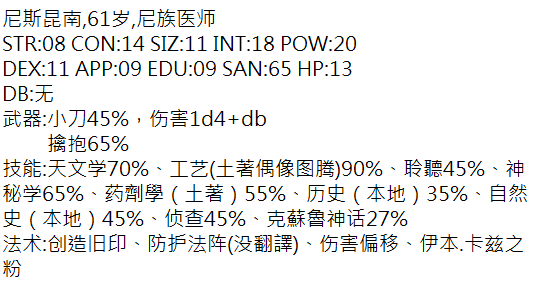 尼斯昆南,61岁,尼族医师
STR:08 CON:14 SIZ:11 INT:18 POW:20
DEX:11 APP:09 EDU:09 SAN:65 HP:13
DB:无
武器:小刀45%，伤害1d4+db
擒抱65%
技能:天文学70%、工艺(土著偶像图腾)90%、聆聽45%、神
秘学65%、药劑學（土著）55%、历史（本地）35%、自然
史（本地）45%、侦查45%、克蘇魯神话27%
法术:创造旧印、防护法阵(没翻譯)、伤害偏移、伊本.卡兹之
粉